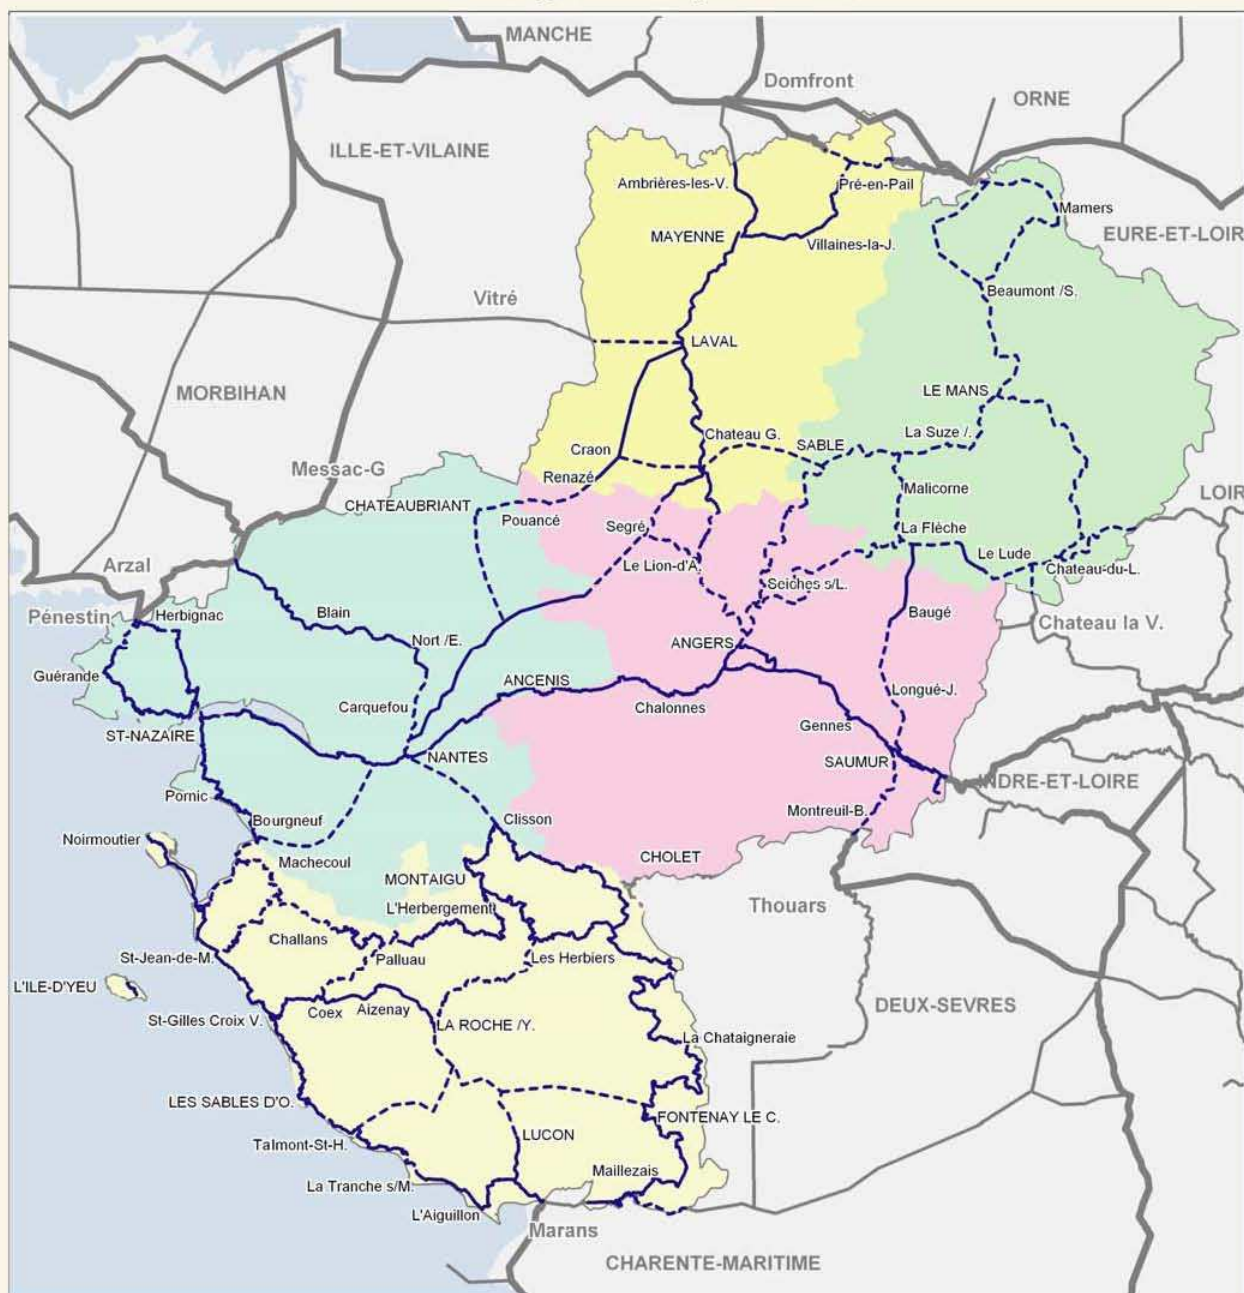 MANCHE
Domfront
ORNE
ILLE-ET-VILAINE
Ambrières-les-V.
Pré-en-Pail
Mamers
MAYENNE
EURE-ET-LOIR
Villaines-la-J.
Vitré
Beaumont /S.
LAVAL
MORBIHAN
LE MANS
La Suze /.
Chateau G.
SABLE
Craon
Messac-G
Renazé
Malicorne
LOIR
CHATEAUBRIANT
Pouancé
Segré
La Flèche
Le Lude
Arzal
Le Lion-d'A.
Chateau-du-L.
Seiches s/L.
Pénestin
Herbignac
Blain
Baugé
Chateau la V.
Nort /E.
ANGERS
Guérande
ANCENIS
Longué-J.
Carquefou
Chalonnes
Gennes
ST-NAZAIRE
NANTES
SAUMUR
INDRE-ET-LOIRE
Pornic
Montreuil-B.
Bourgneuf
Clisson
Noirmoutier
Machecoul
CHOLET
MONTAIGU
L'Herbergement
Thouars
Challans
St-Jean-de-M.
Palluau
Les Herbiers
L'ILE-D'YEU
DEUX-SEVRES
St-Gilles Croix V.
Coex
Aizenay
LA ROCHE /Y.
La Chataigneraie
LES SABLES D'O.
FONTENAY LE C.
LUCON
Talmont-St-H.
Maillezais
La Tranche s/M.
L'Aiguillon
Marans
CHARENTE-MARITIME